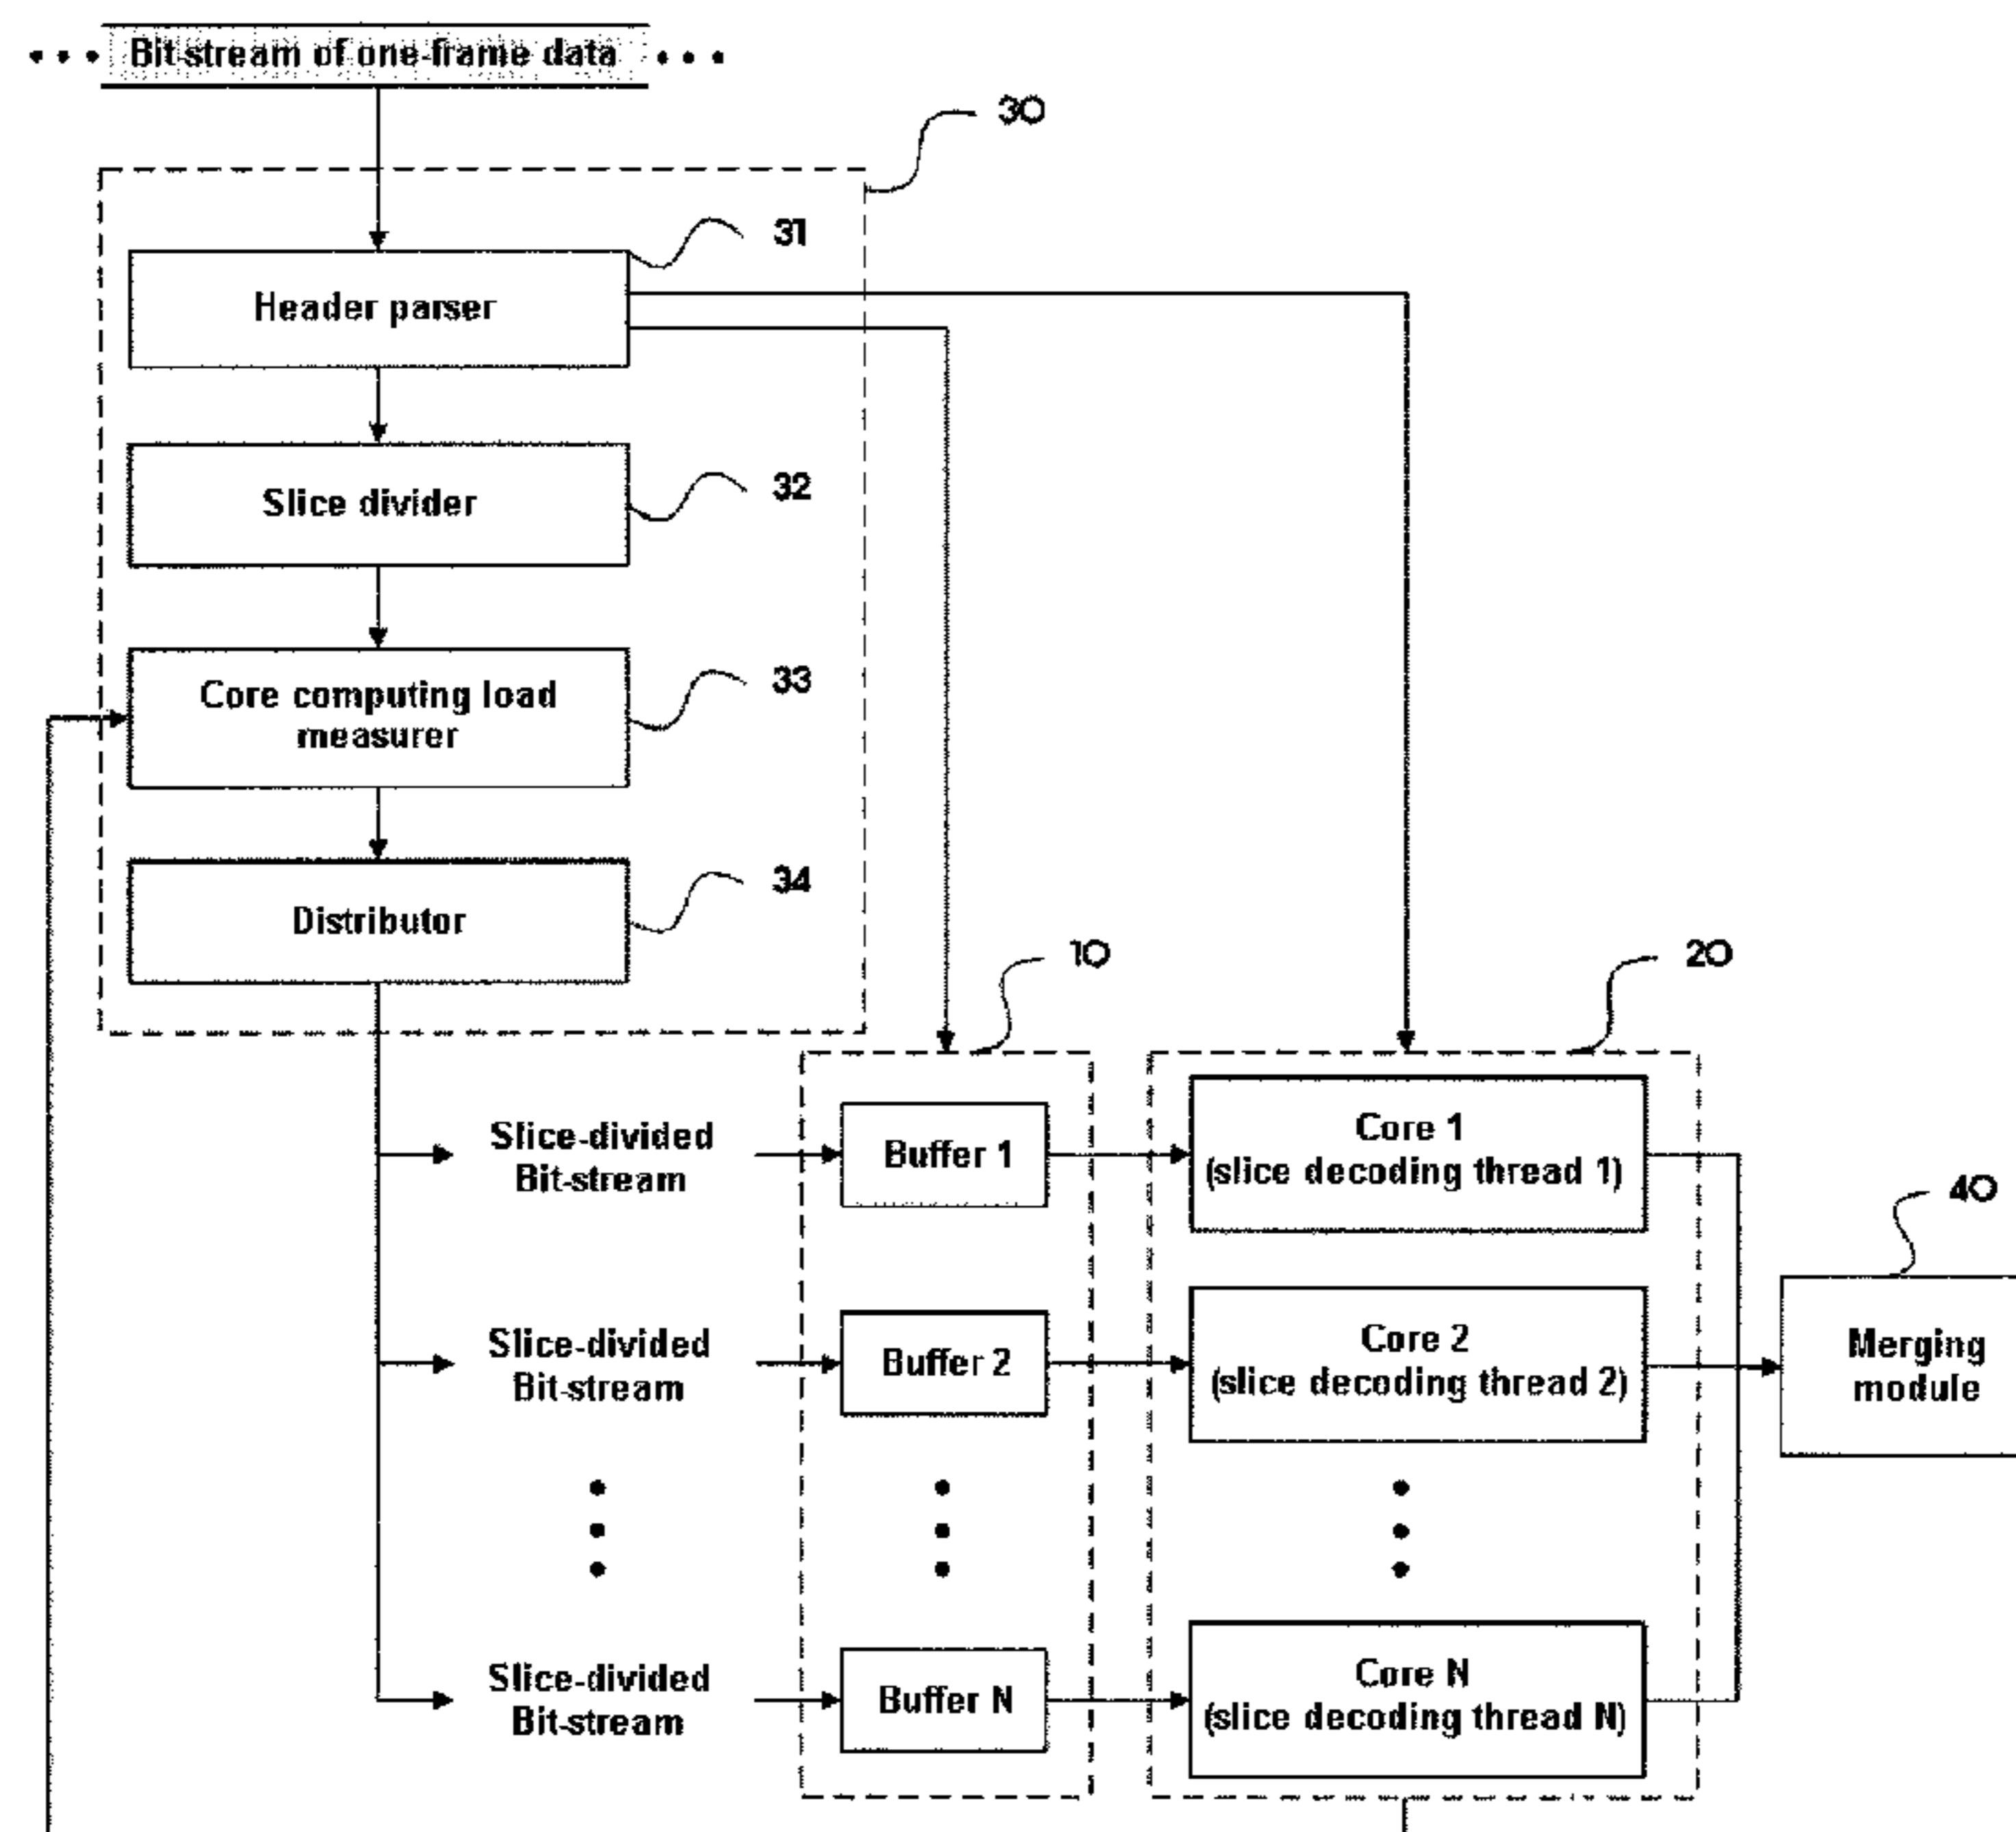 ••• Bit-stream of one-frame data •••
30
31
Header parser
32
Slice divider
33
Core computing load
measurer
34
Distributor
10
20
Slice-divided
Bit-stream
Buffer 1
Core 1
(slice decoding thread 1)
40
Slice-divided
Bit-stream
Buffer 2
Core 2
(slice decoding thread 2)
Merging
module
Slice-divided
Bit-stream
Buffer N
Core N
(slice decoding thread N)